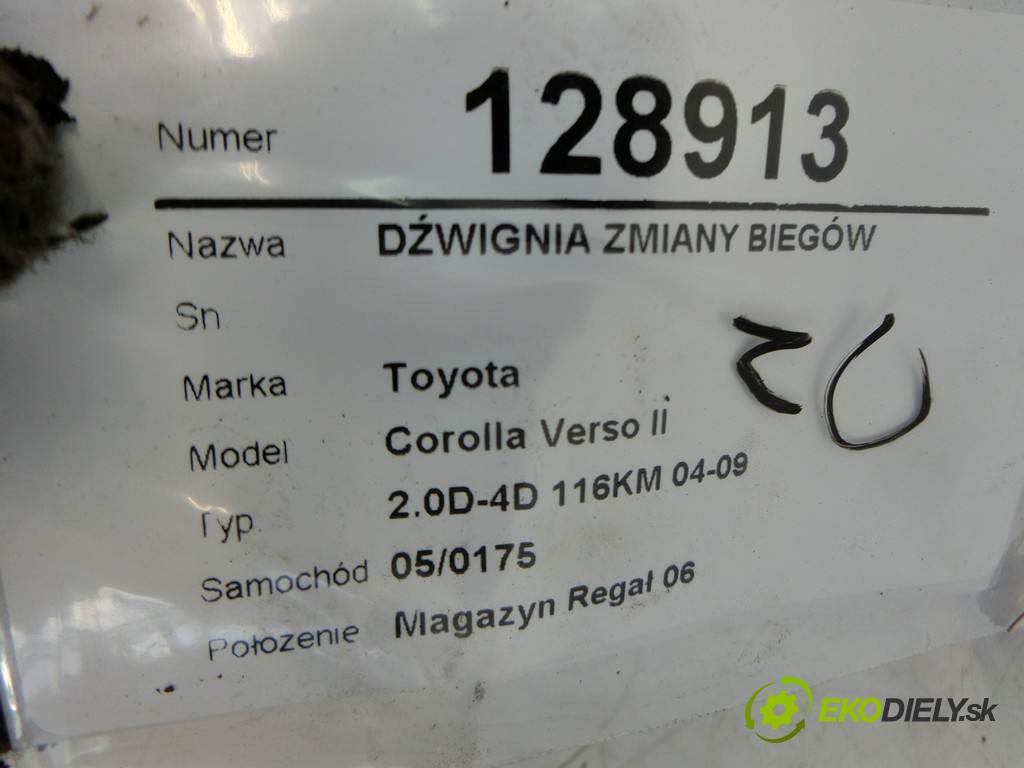 Numer 128913
Nazwa DŹWIGNIA ZMIANY BIEGÓW
Sn
Marka Toyota
Model Corolla Verso II
Typ 2.0D-4D 116KM 04-09
Samochód 05/0175
Położenie Magazyn Regał 06
EKODIELY.sk